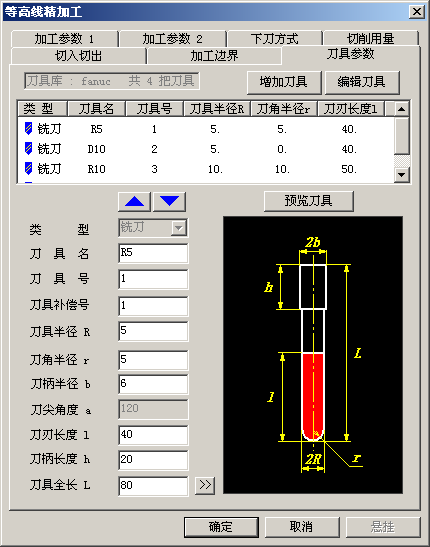 等高线精加工
加工参数 1 加工参数 2 下刀方式 切削用量
切入切出 加工边界 刀具参数
刀具库 : fanuc 共 4 把刀具 增加刀具 编辑刀具
类 型 刀具名 刀具号 刀具半径R 刀角半径r 刀刃长度l
铣刀 R5 1 5. 5. 40.
铣刀 D10 2 5. 0. 40.
铣刀 R10 3 10. 10. 50.
预览刀具
类 型 铣刀
刀 具 名 R5
刀 具 号 1
刀具补偿号 1
刀具半径 R 5
刀角半径 r 5
刀柄半径 b 6
刀尖角度 a 120
刀刃长度 l 40
刀柄长度 h 20
刀具全长 L 80 >>
2b
h
L
l
2R
r
确定 取消 悬挂